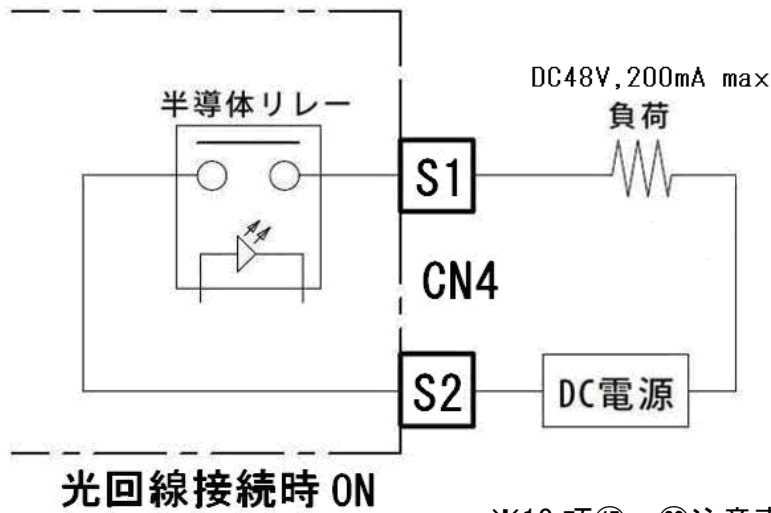 DC48V,200mA max
負荷
半導体リレー
S1
CN4
S2
DC電源
光回線接続時 ON